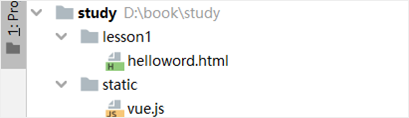 1: Pro
study D:\book\study
lesson1
helloword.html
static
vue.js